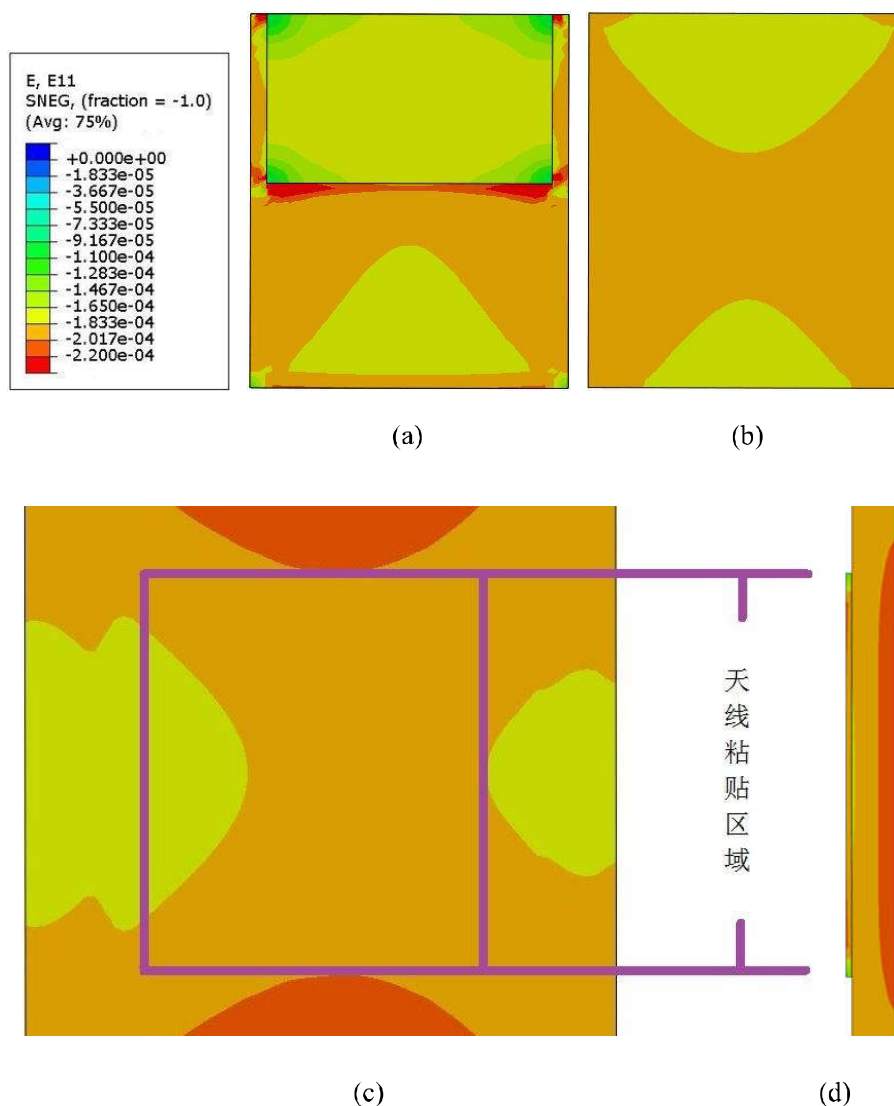 E, E11
SNEG, (fraction = -1.0)
(Avg: 75%)
+0.000e+00
-1.833e-05
-3.667e-05
-5.500e-05
-7.333e-05
-9.167e-05
-1.100e-04
-1.283e-04
-1.467e-04
-1.650e-04
-1.833e-04
-2.017e-04
-2.200e-04
(a)
(b)
天线粘贴区域
(c)
(d)